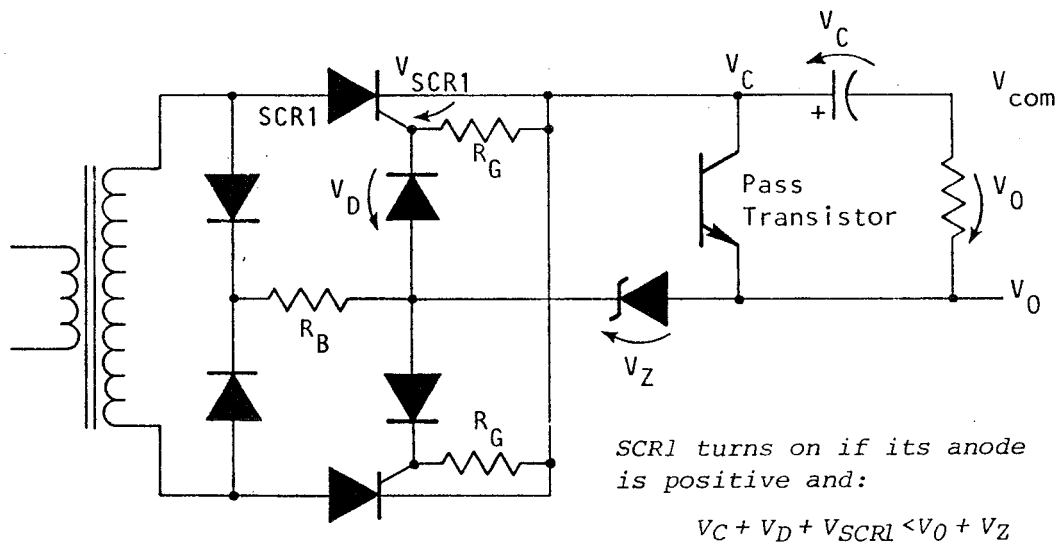 V_C
V_SCR1
V_C
V_com
SCR1
+
R_G
V_D
Pass
Transistor
V_O
R_B
V_O
V_Z
R_G
SCR1 turns on if its anode
is positive and:
V_C + V_D + V_SCR1 < V_O + V_Z